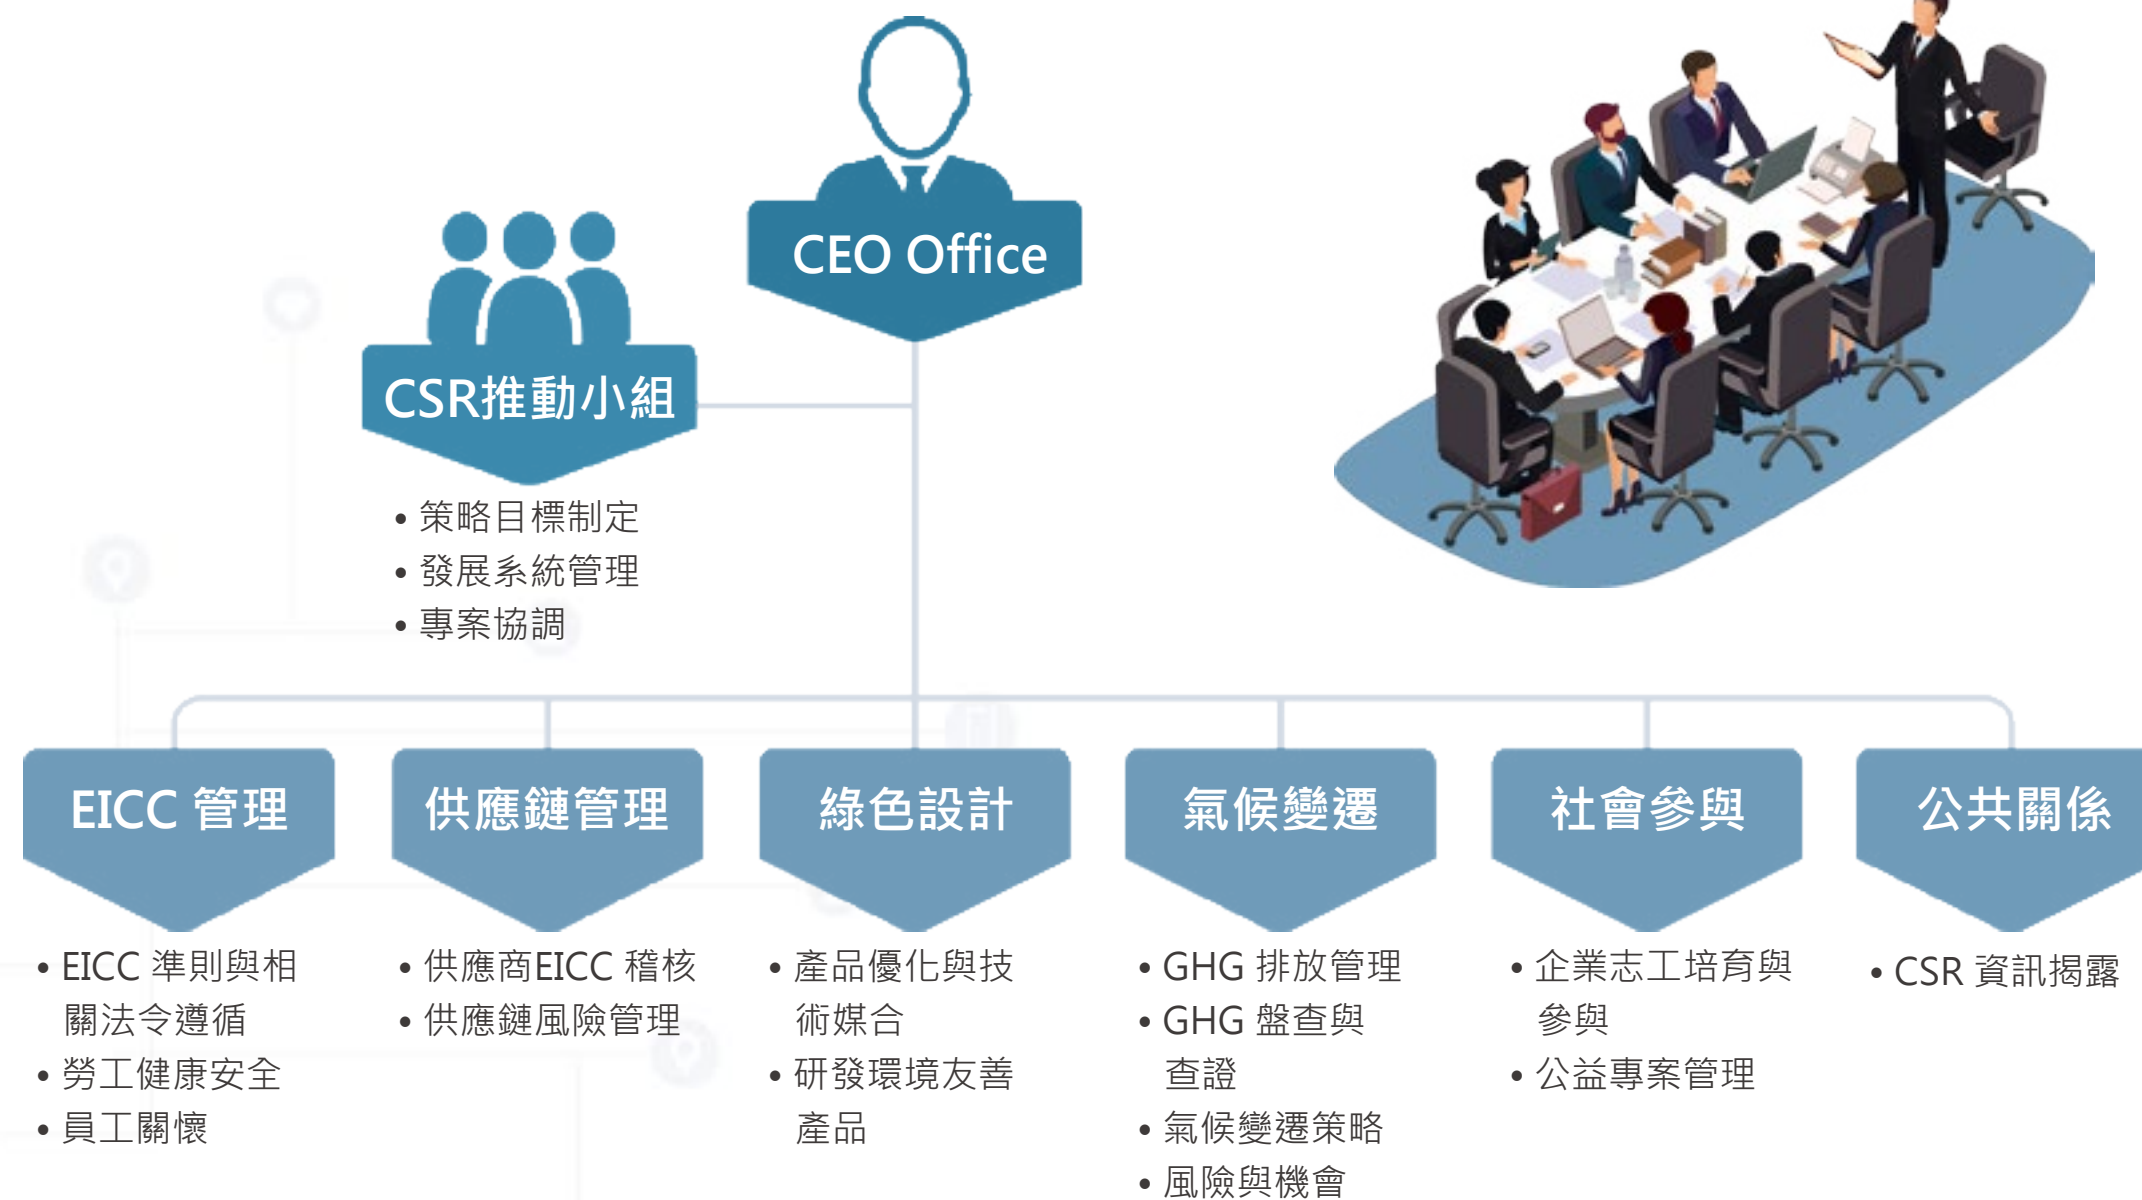 CEO Office
CSR推動小組
• 策略目標制定
• 發展系統管理
• 專案協調
EICC 管理
• EICC 準則與相
關法令遵循
• 勞工健康安全
• 員工關懷
供應鏈管理
• 供應商EICC 稽核
• 供應鏈風險管理
綠色設計
• 產品優化與技
術媒合
• 研發環境友善
產品
氣候變遷
• GHG 排放管理
• GHG 盤查與
查證
• 氣候變遷策略
• 風險與機會
社會參與
• 企業志工培育與
參與
• 公益專案管理
公共關係
• CSR 資訊揭露